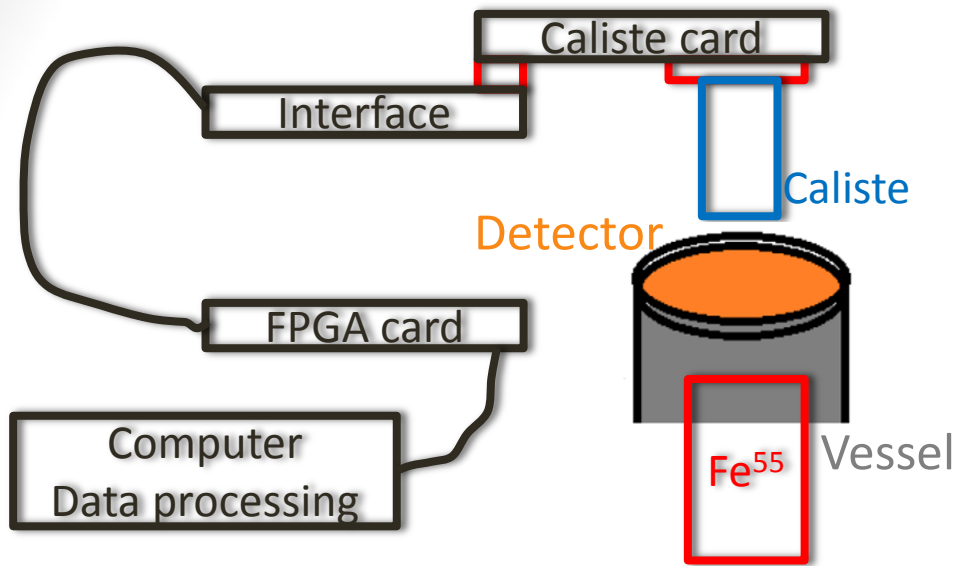 Caliste card
Interface
Caliste
Detector
FPGA card
Computer
Data processing
Fe⁵⁵
Vessel